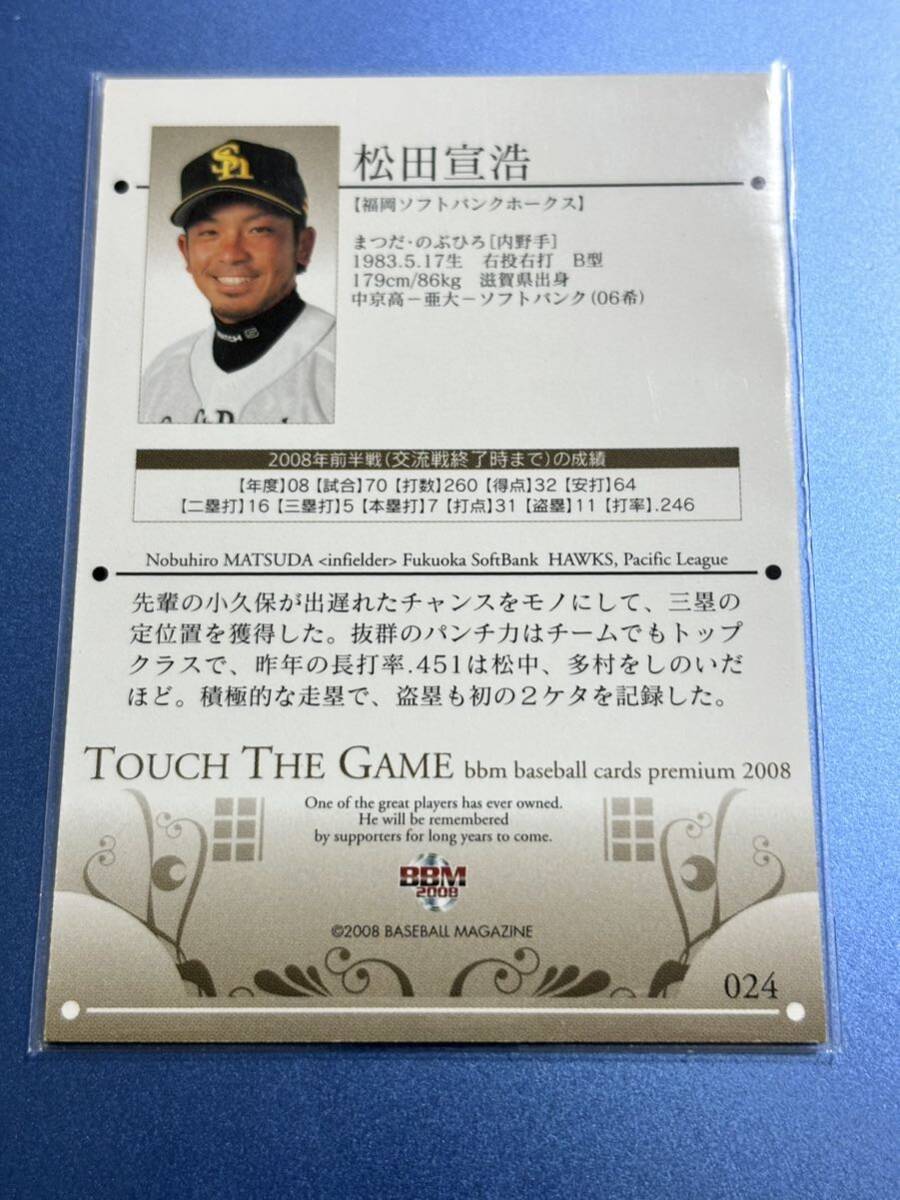 松田宣浩
【福岡ソフトバンクホークス】
まつだ・のぶひろ［内野手］
1983.5.17生　右投右打　B型
179cm/86kg　滋賀県出身
中京高－亜大－ソフトバンク(06希)
2008年前半戦(交流戦終了時まで)の成績
【年度】08【試合】70【打数】260【得点】32【安打】64
【二塁打】16【三塁打】5【本塁打】7【打点】31【盗塁】11【打率】.246
Nobuhiro MATSUDA <infielder> Fukuoka SoftBank HAWKS, Pacific League
先輩の小久保が出遅れたチャンスをモノにして、三塁の
定位置を獲得した。抜群のパンチ力はチームでもトップ
クラスで、昨年の長打率.451は松中、多村をしのいだ
ほど。積極的な走塁で、盗塁も初の2ケタを記録した。
TOUCH THE GAME bbm baseball cards premium 2008
One of the great players has ever owned.
He will be remembered
by supporters for long years to come.
BBM
2008
©2008 BASEBALL MAGAZINE
024